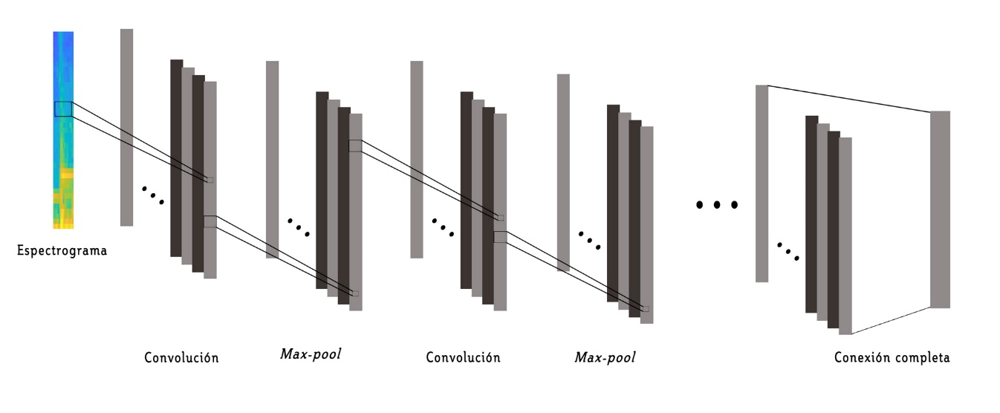 Espectrograma
Convolución
Max-pool
Convolución
Max-pool
Conexión completa